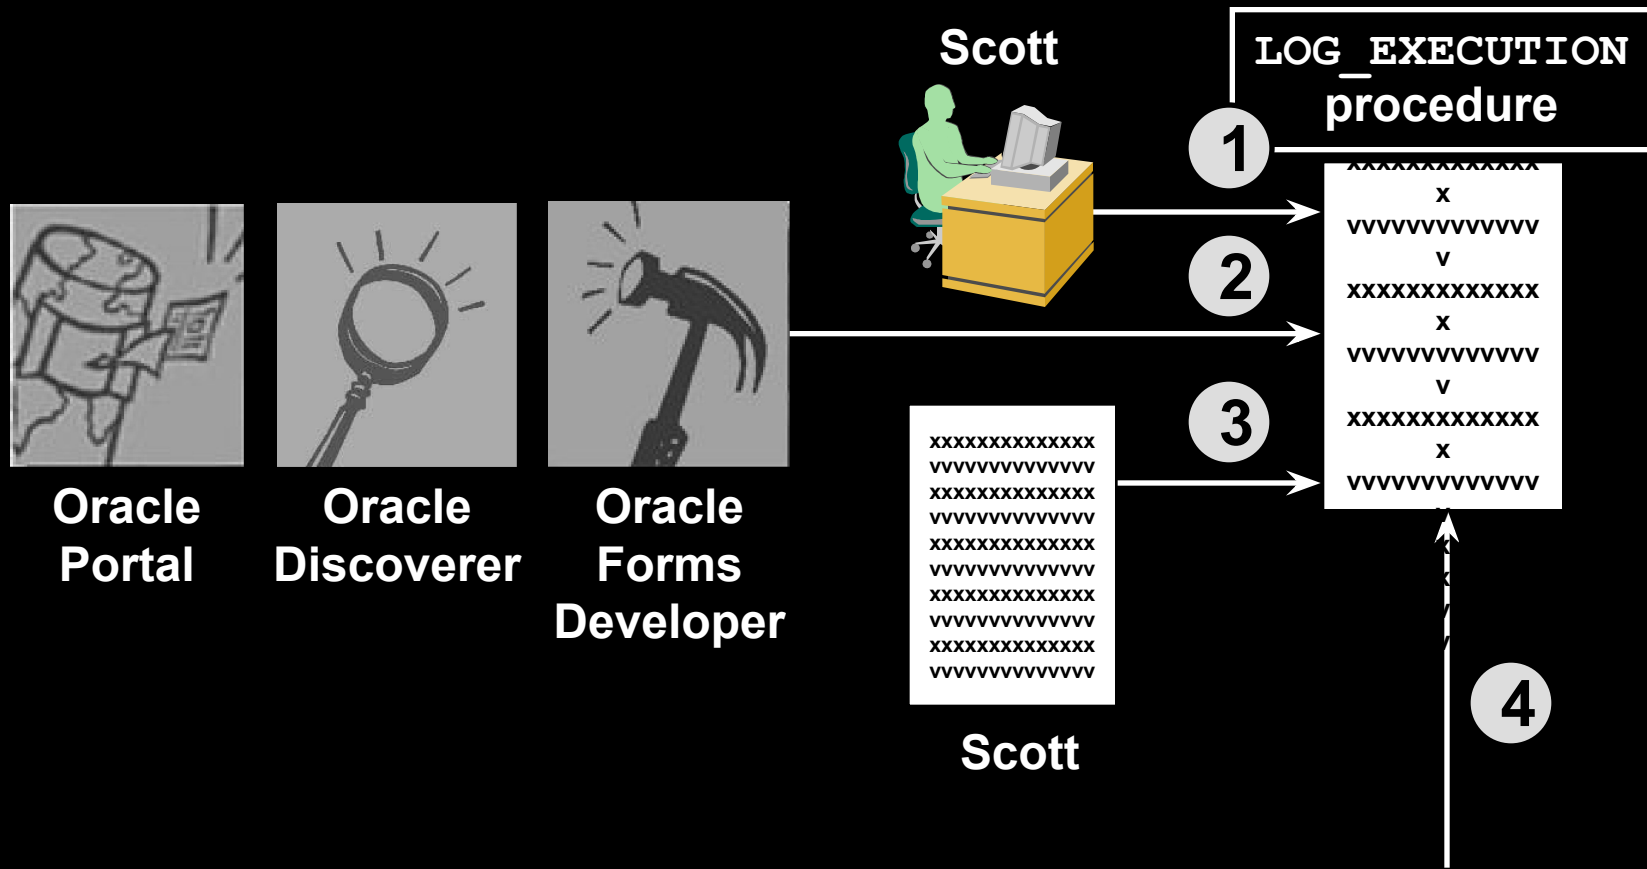 Scott
LOG_EXECUTION
procedure
1
xxxxxxxxxxxxx
x
vvvvvvvvvvvvv
v
xxxxxxxxxxxxx
x
vvvvvvvvvvvvv
v
xxxxxxxxxxxxx
x
vvvvvvvvvvvvv
v
x
x
v
v
2
3
xxxxxxxxxxxxxx
vvvvvvvvvvvvvv
xxxxxxxxxxxxxx
vvvvvvvvvvvvvv
xxxxxxxxxxxxxx
vvvvvvvvvvvvvv
xxxxxxxxxxxxxx
vvvvvvvvvvvvvv
xxxxxxxxxxxxxx
vvvvvvvvvvvvvv
Oracle
Portal
Oracle
Discoverer
Oracle
Forms
Developer
Scott
4